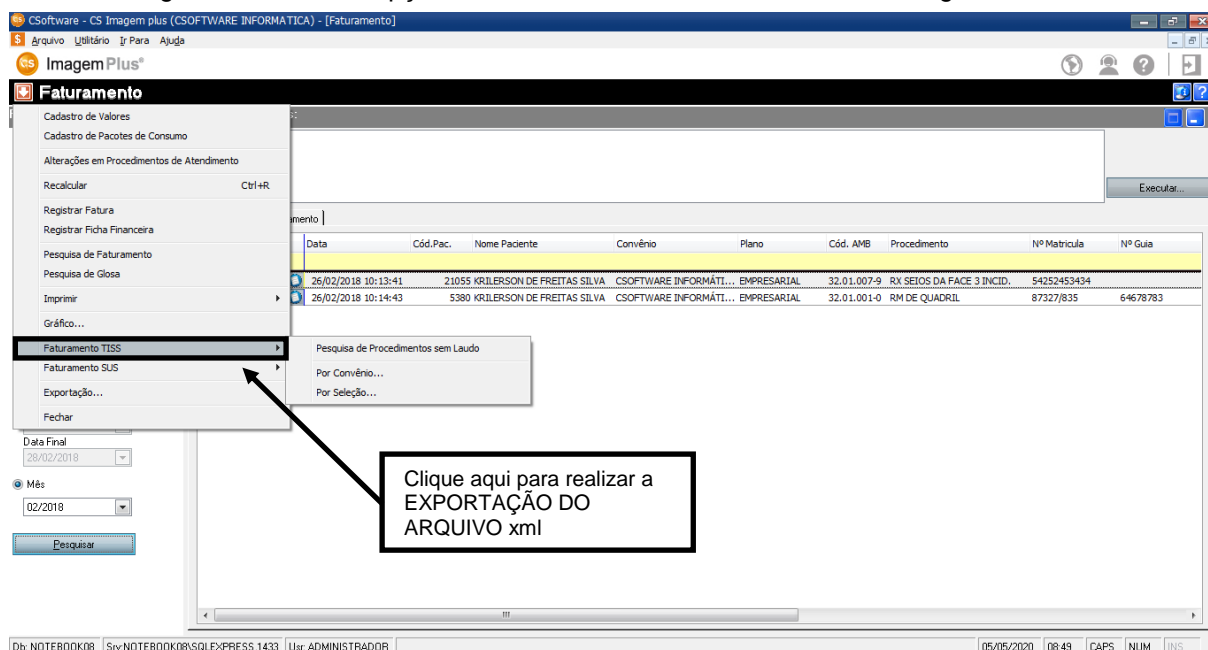 CSoftware - CS Imagem plus (CSOFTWARE INFORMATICA) - [Faturamento]
Arquivo Utilitário Ir Para Ajuda
CS ImagemPlus®
Faturamento
Cadastro de Valores
Cadastro de Pacotes de Consumo
Alterações em Procedimentos de Atendimento
Recalcular Ctrl+R
Registrar Fatura
Registrar Ficha Financeira
Pesquisa de Faturamento
Pesquisa de Glosa
Imprimir
Gráfico...
Faturamento TISS
Faturamento SUS
Exportação...
Fechar
Pesquisa de Procedimentos sem Laudo
Por Convênio...
Por Seleção...
Executar...
Data Cód.Pac. Nome Paciente Convênio Plano Cód. AMB Procedimento Nº Matricula Nº Guia
26/02/2018 10:13:41 21055 KRILERSON DE FREITAS SILVA CSOFTWARE INFORMÁTI... EMPRESARIAL 32.01.007-9 RX SEIOS DA FACE 3 INCID. 54252453434
26/02/2018 10:14:43 5380 KRILERSON DE FREITAS SILVA CSOFTWARE INFORMÁTI... EMPRESARIAL 32.01.001-0 RM DE QUADRIL 87327/835 64678783
Data Final
28/02/2018
Mês
02/2018
Pesquisar
Clique aqui para realizar a
EXPORTAÇÃO DO
ARQUIVO xml
Db: NOTEBOOK08 Srv:NOTEBOOK08\SQLEXPRESS,1433 Usr: ADMINISTRADOR 05/05/2020 08:49 CAPS NUM INS